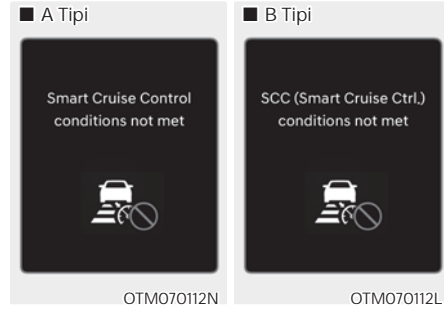 ■ A Tipi
Smart Cruise Control
conditions not met
OTM070112N
■ B Tipi
SCC (Smart Cruise Ctrl.)
conditions not met
OTM070112L